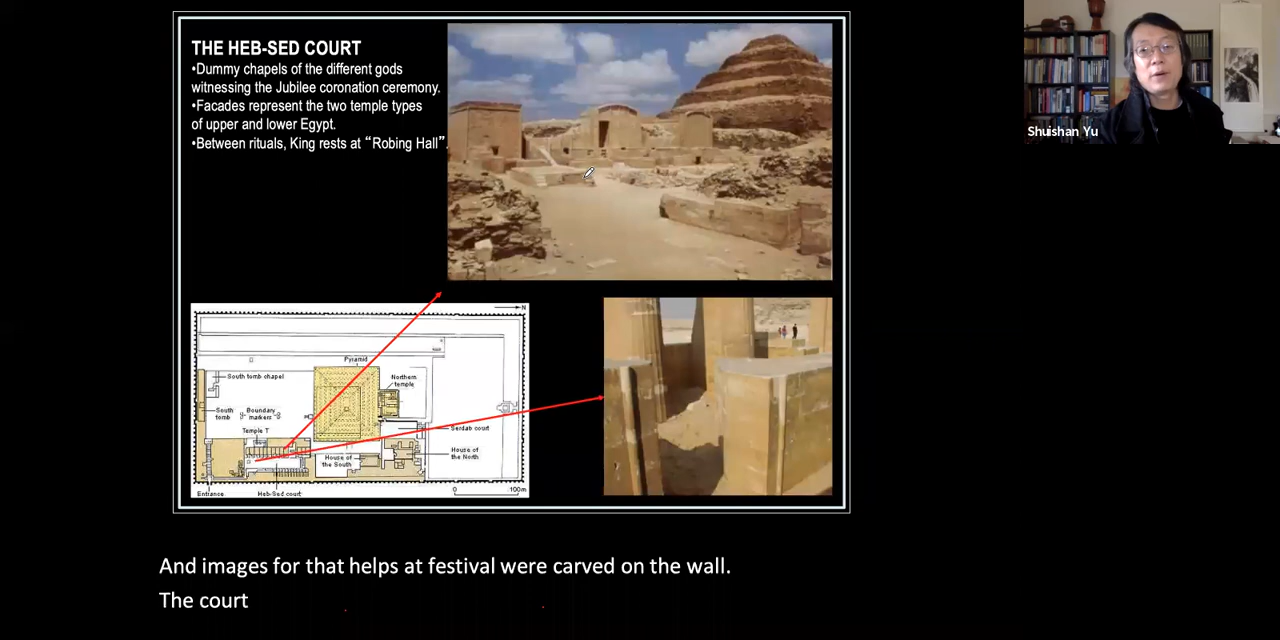 THE HEB-SED COURT
•Dummy chapels of the different gods
witnessing the Jubilee coronation ceremony.
•Facades represent the two temple types
of upper and lower Egypt.
•Between rituals, King rests at “Robing Hall”.
Shuishan Yu
N
Pyramid
South tomb chapel
Northern
temple
South
tomb
Boundary
markers
Temple T
Serdab court
House of
the South
House of
the North
Entrance
Heb-Sed court
0
100m
And images for that helps at festival were carved on the wall.
The court